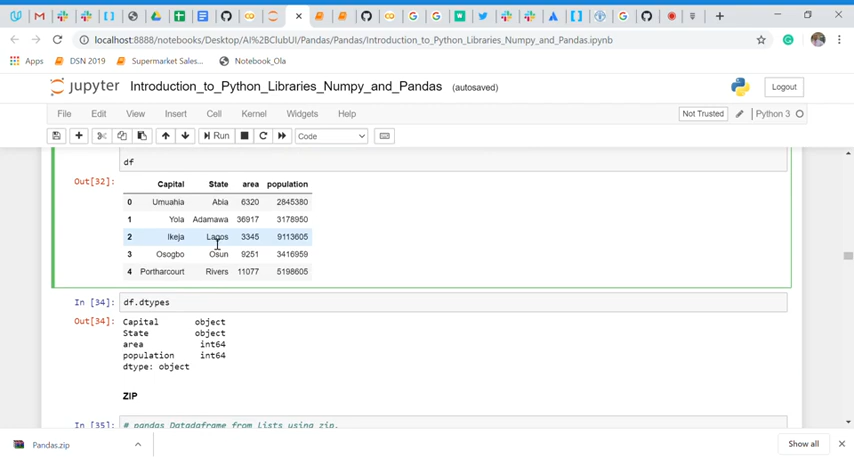 localhost:8888/notebooks/Desktop/AI%2BClubUI/Pandas/Pandas/Introduction_to_Python_Libraries_Numpy_and_Pandas.ipynb
Apps DSN 2019 Supermarket Sales... Notebook_Ola
jupyter Introduction_to_Python_Libraries_Numpy_and_Pandas (autosaved) Logout
File Edit View Insert Cell Kernel Widgets Help Not Trusted Python 3
Run Code
df
Out[32]:
Capital State area population
0 Umuahia Abia 6320 2845380
1 Yola Adamawa 36917 3178950
2 Ikeja Lagos 3345 9113605
3 Osogbo Osun 9251 3416959
4 Portharcourt Rivers 11077 5198605
In [34]: df.dtypes
Out[34]: Capital object
State object
area int64
population int64
dtype: object
ZIP
In [35]: # pandas Datadaframe from Lists using zip.
Pandas.zip Show all